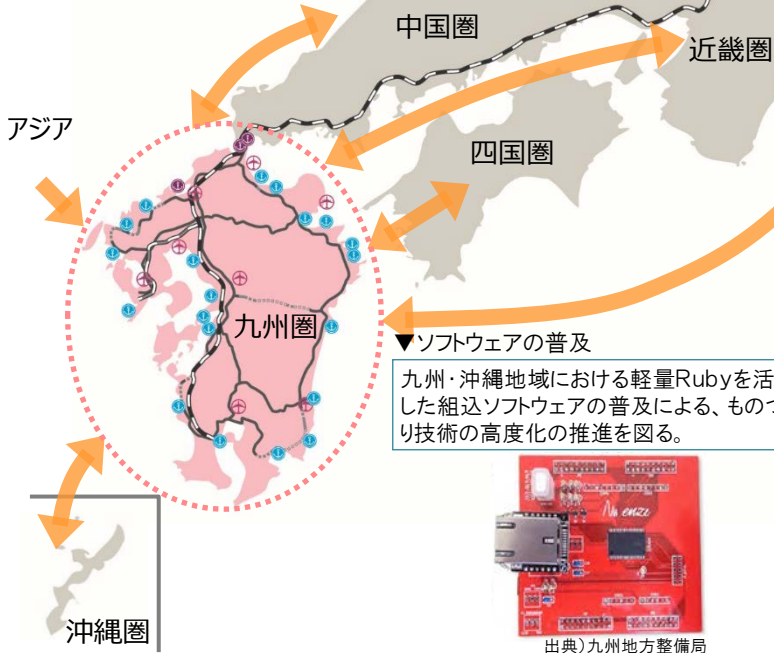 中国圏
近畿圏
アジア
四国圏
九州圏
▼ソフトウェアの普及
九州・沖縄地域における軽量Rubyを活
した組込ソフトウェアの普及による、ものつ
り技術の高度化の推進を図る。
沖縄圏
出典）九州地方整備局